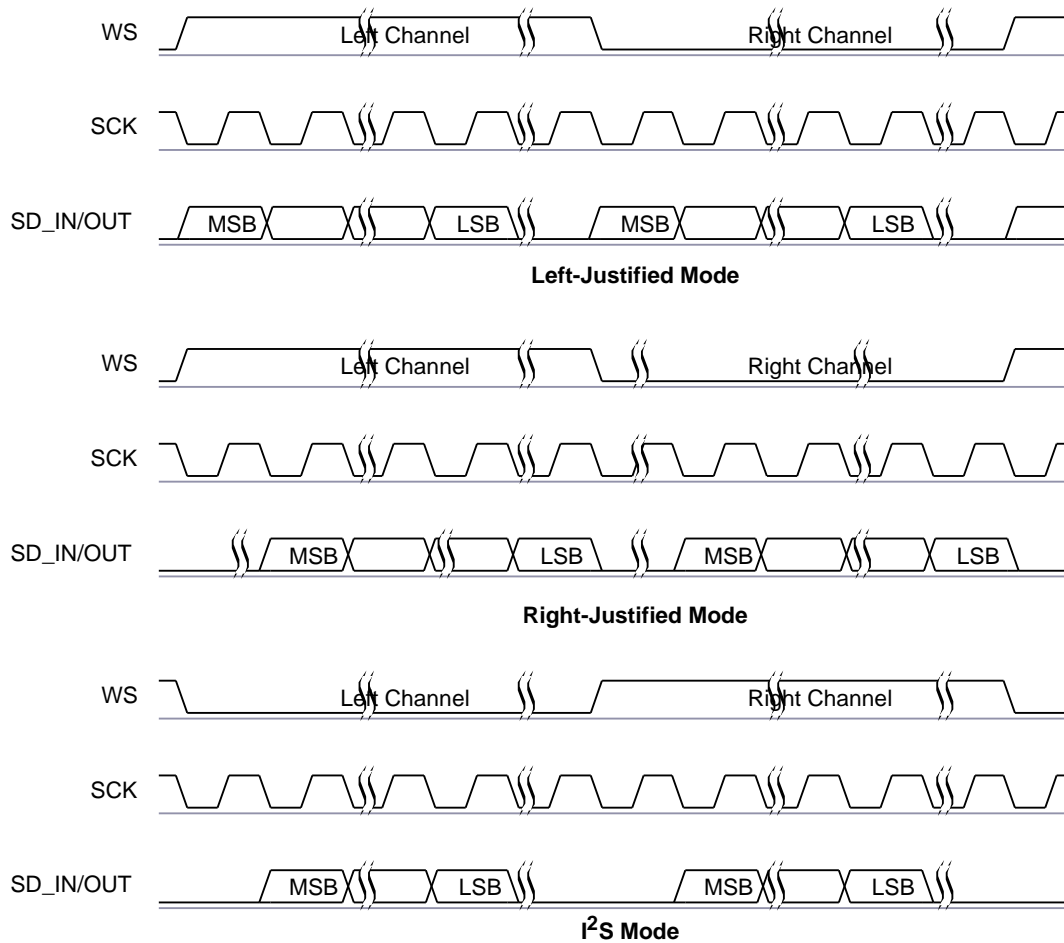 WS Left Channel Right Channel
SCK
SD_IN/OUT MSB LSB MSB LSB
Left-Justified Mode
WS Left Channel Right Channel
SCK
SD_IN/OUT MSB LSB MSB LSB
Right-Justified Mode
WS Left Channel Right Channel
SCK
SD_IN/OUT MSB LSB MSB LSB
I²S Mode